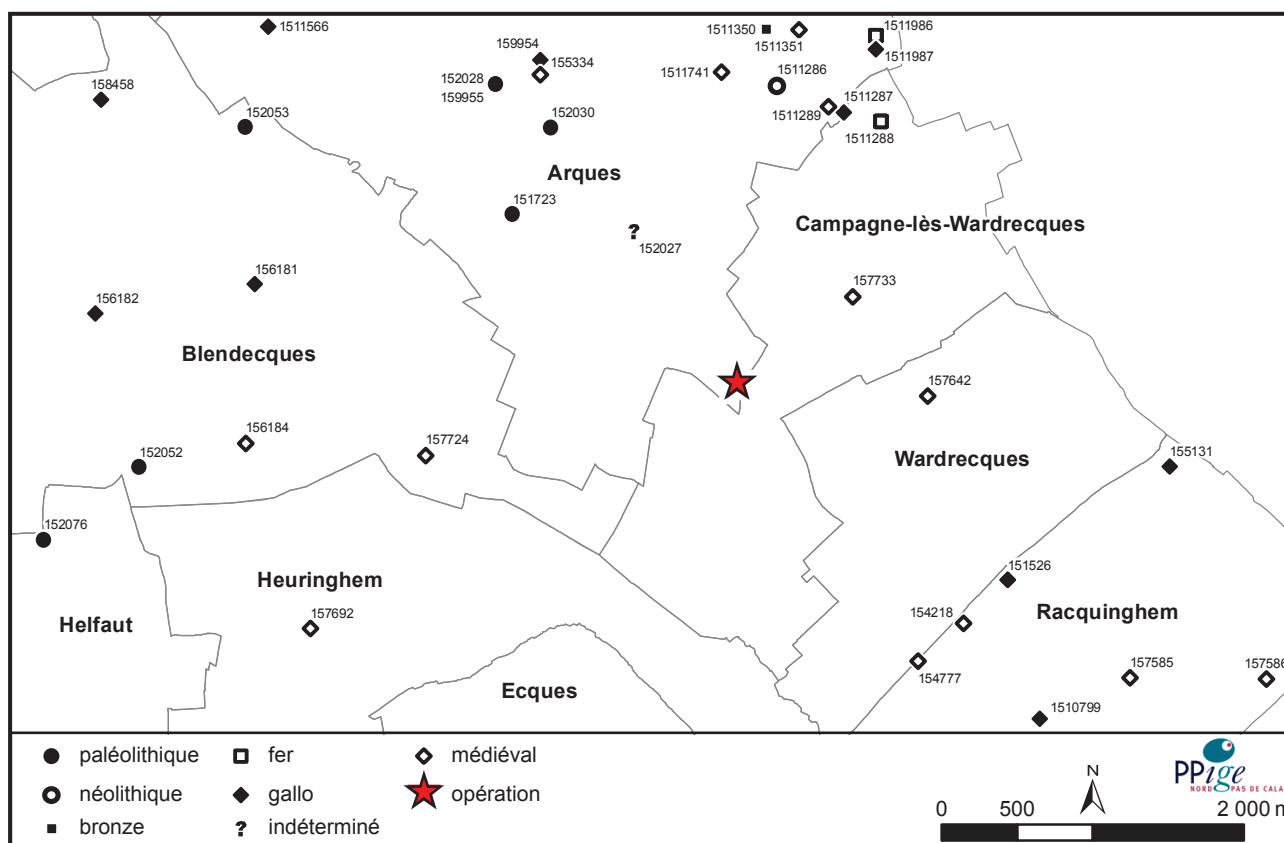 1511566
1511350
1511351
1511986
1511987
159954
155334
158458
152028
159955
1511741
1511286
152053
152030
1511289
1511287
1511288
Arques
151723
152027
Campagne-lès-Wardrecques
156181
157733
156182
Blendecques
157642
156184
157724
152052
Wardrecques
155131
152076
Heuringhem
151526
Helfaut
157692
154218
Racquinghem
154777
157585
157586
Ecques
1510799
paléolithique
fer
médiéval
néolithique
gallo
opération
bronze
? indéterminé
N
PPige
NORD PAS DE CALA
0 500 2 000 m